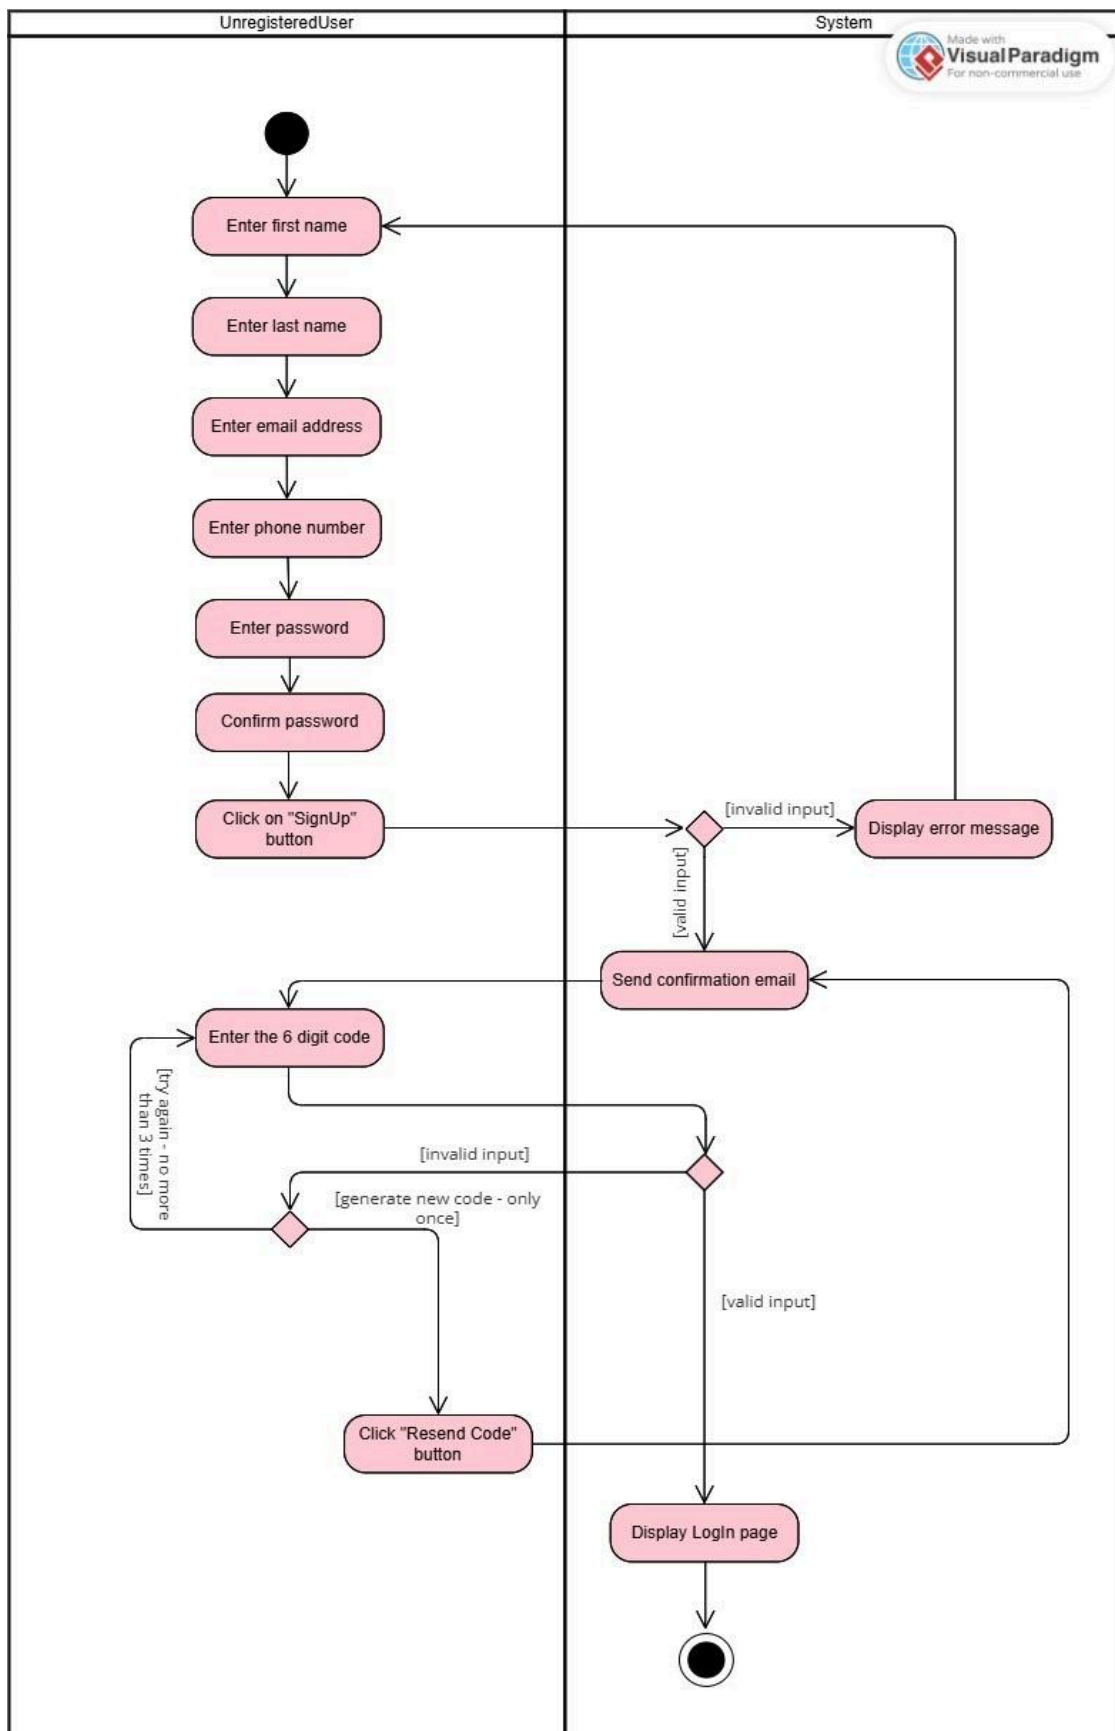 UnregisteredUser
System
Made with
Visual Paradigm
For non-commercial use
Enter first name
Enter last name
Enter email address
Enter phone number
Enter password
Confirm password
Click on "SignUp"
button
[invalid input]
Display error message
[valid input]
Send confirmation email
Enter the 6 digit code
[try again - no more
than 3 times]
[invalid input]
[generate new code - only
once]
[valid input]
Click "Resend Code"
button
Display LogIn page